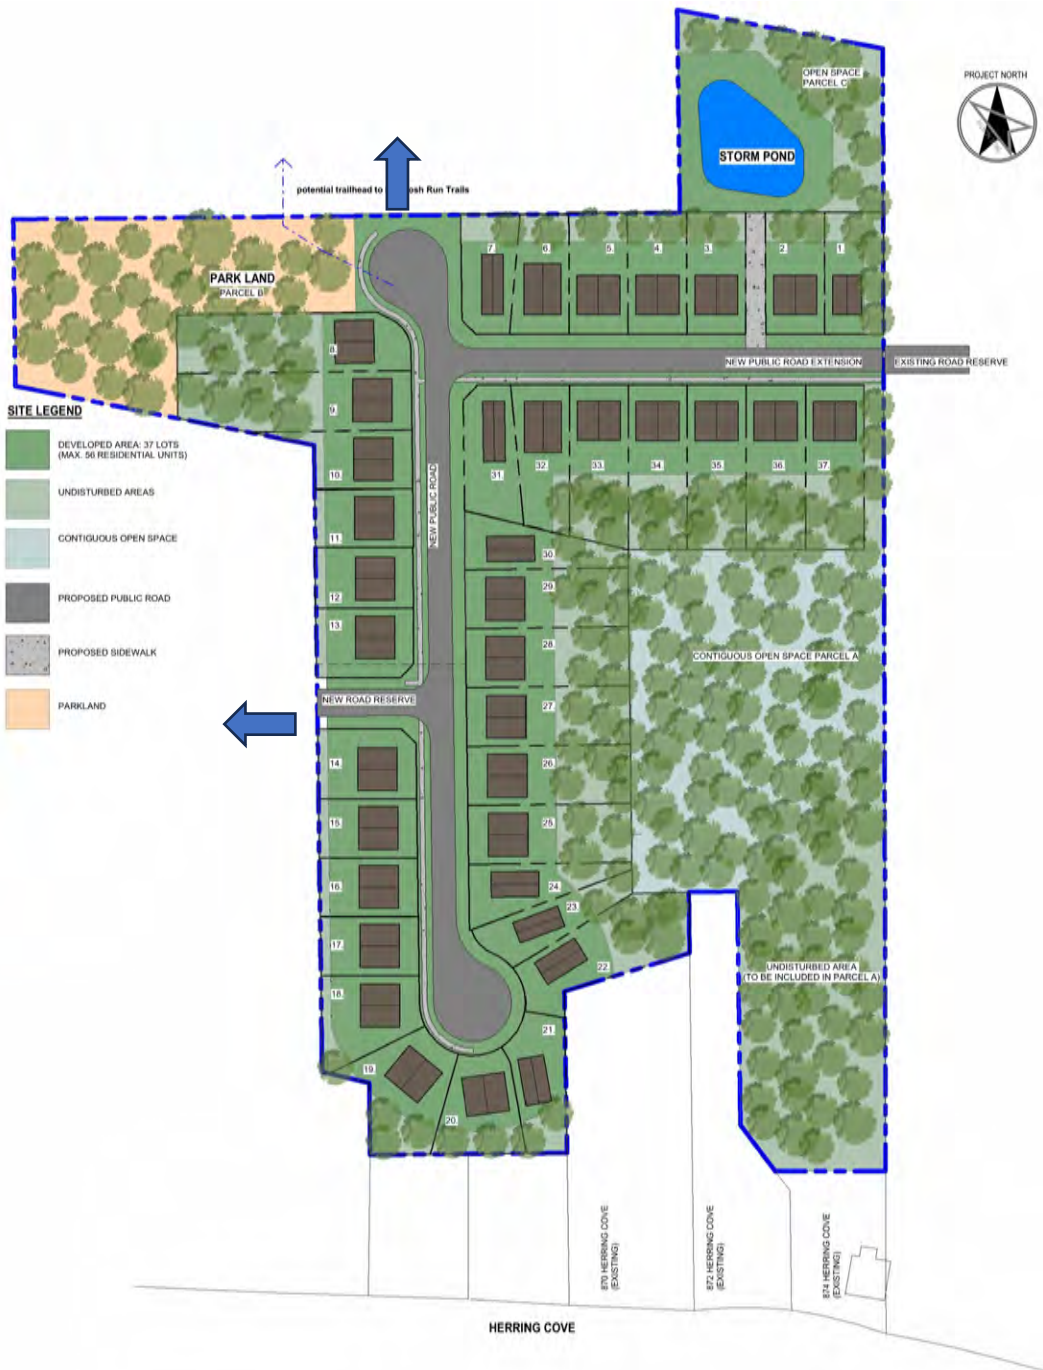 PROJECT NORTH
OPEN SPACE
PARCEL C
STORM POND
potential trailhead to
osh Run Trails
PARK LAND
PARCEL B
7.
6.
5.
4.
3.
2.
1.
NEW PUBLIC ROAD EXTENSION
EXISTING ROAD RESERVE
8.
9.
10.
11.
12.
13.
SITE LEGEND
DEVELOPED AREA: 37 LOTS
(MAX. 56 RESIDENTIAL UNITS)
UNDISTURBED AREAS
CONTIGUOUS OPEN SPACE
PROPOSED PUBLIC ROAD
PROPOSED SIDEWALK
PARKLAND
NEW PUBLIC ROAD
31.
32.
33.
34.
35.
36.
37.
30.
29.
28.
27.
26.
25.
24.
23.
22.
21.
CONTIGUOUS OPEN SPACE PARCEL A
NEW ROAD RESERVE
14.
15.
16.
17.
18.
19.
20.
UNDISTURBED AREA
(TO BE INCLUDED IN PARCEL A)
870 HERRING COVE
(EXISTING)
872 HERRING COVE
(EXISTING)
874 HERRING COVE
(EXISTING)
HERRING COVE